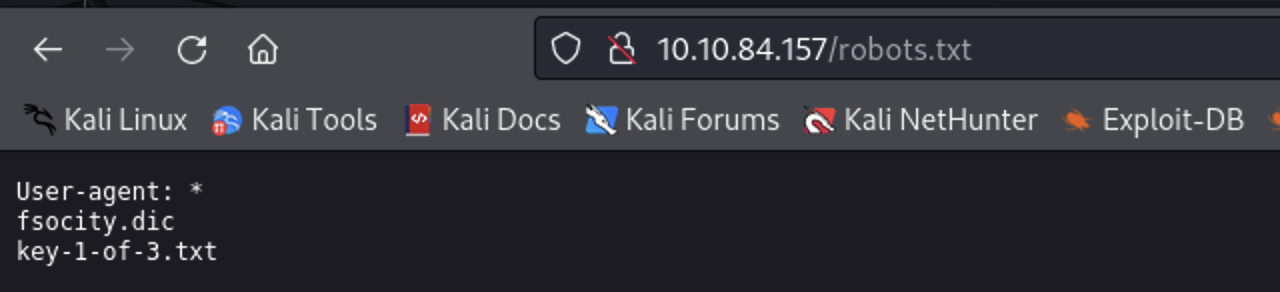 10.10.84.157/robots.txt
Kali Linux Kali Tools Kali Docs Kali Forums Kali NetHunter Exploit-DB
User-agent: *
fsocity.dic
key-1-of-3.txt